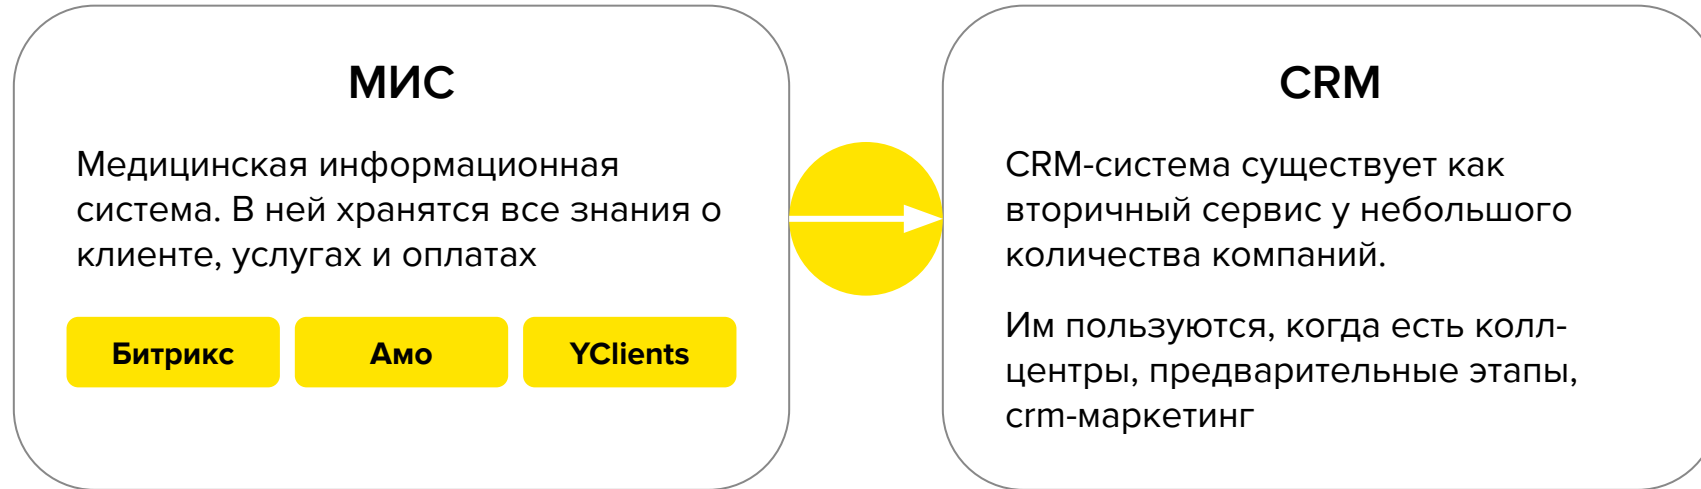 МИС
Медицинская информационная
система. В ней хранятся все знания о
клиенте, услугах и оплатах
Битрикс
Амо
YClients
CRM
CRM-система существует как
вторичный сервис у небольшого
количества компаний.
Им пользуются, когда есть колл-
центры, предварительные этапы,
crm-маркетинг